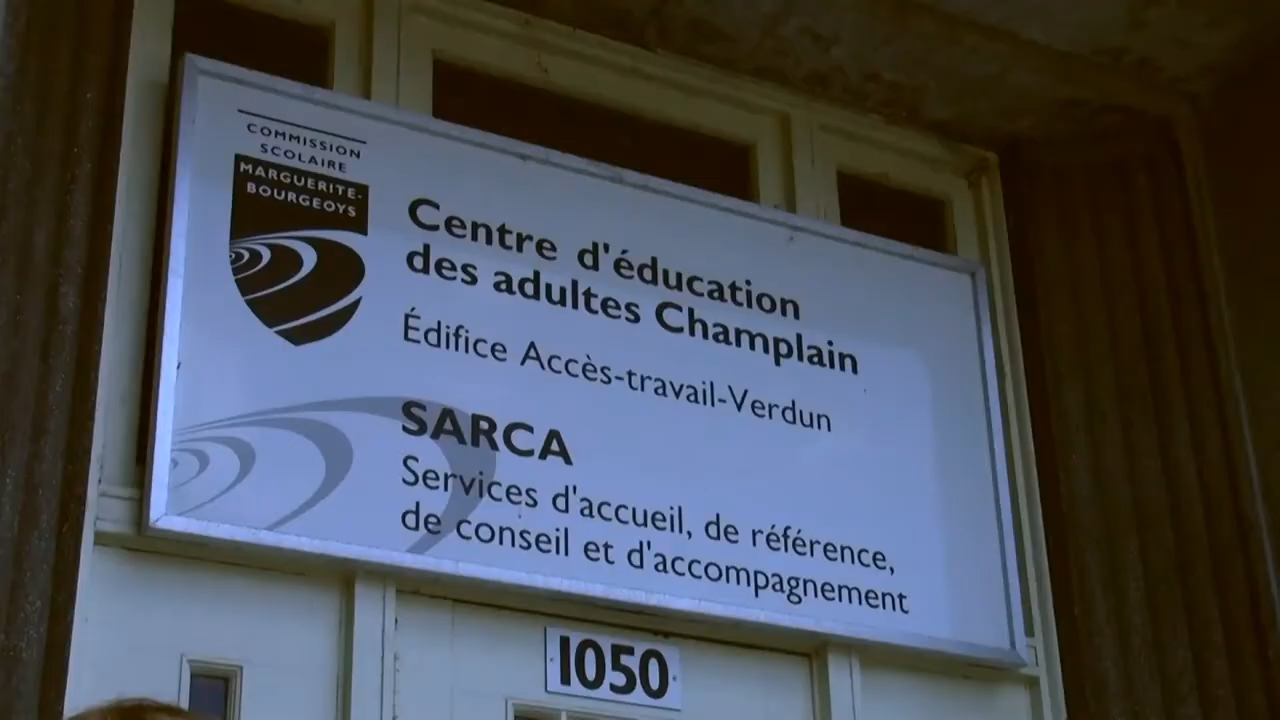 COMMISSION
SCOLAIRE
MARGUERITE-
BOURGEOYS
Centre d'éducation
des adultes Champlain
Édifice Accès-travail-Verdun
SARCA
Services d'accueil, de référence,
de conseil et d'accompagnement
1050